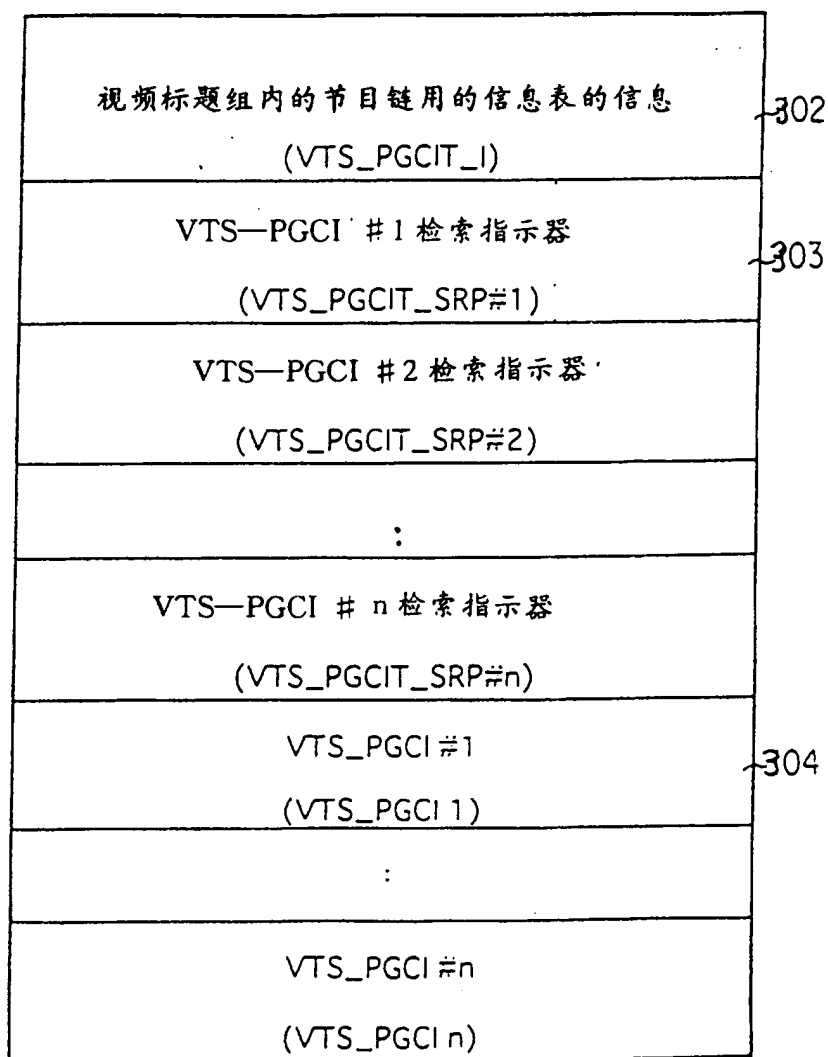 视频标题组内的节目链用的信息表的信息
(VTS_PGCIT_I)
302
VTS—PGCI #1检索指示器
(VTS_PGCIT_SRP#1)
303
VTS—PGCI #2检索指示器
(VTS_PGCIT_SRP#2)
:
VTS—PGCI # n检索指示器
(VTS_PGCIT_SRP#n)
VTS_PGCI #1
(VTS_PGCI 1)
304
:
VTS_PGCI #n
(VTS_PGCI n)